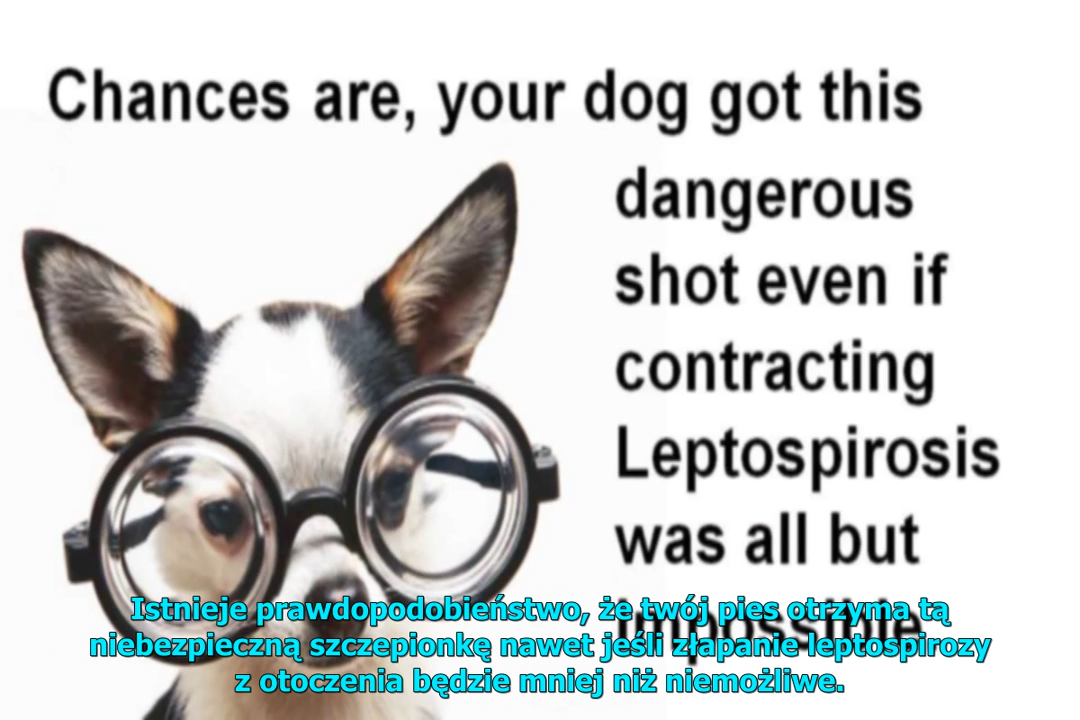 Chances are, your dog got this
dangerous
shot even if
contracting
Leptospirosis
was all but
impossible
Istnieje prawdopodobieństwo, że twój pies otrzyma tą
niebezpieczną szczepionkę nawet jeśli złapanie leptospirozy
z otoczenia będzie mniej niż niemożliwe.